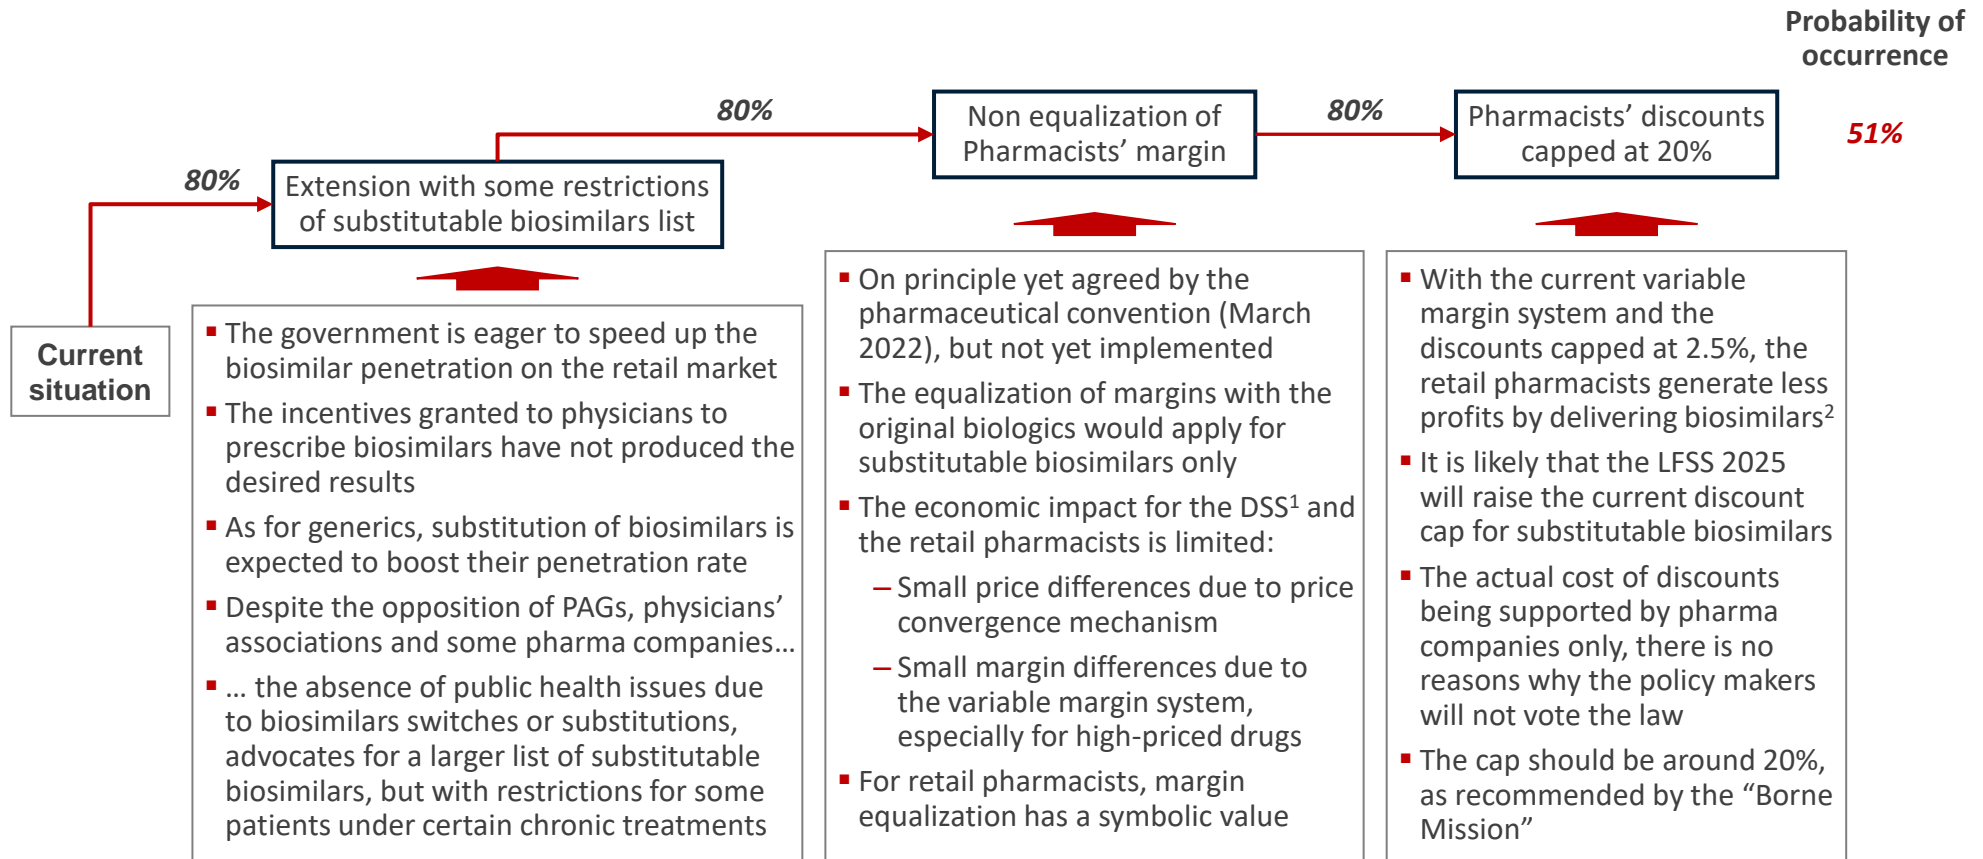 Probability of
occurrence
80%
Non equalization of
Pharmacists’ margin
80%
Pharmacists’ discounts
capped at 20%
51%
80%
Extension with some restrictions
of substitutable biosimilars list
Current
situation
▪ The government is eager to speed up the
biosimilar penetration on the retail market
▪ The incentives granted to physicians to
prescribe biosimilars have not produced the
desired results
▪ As for generics, substitution of biosimilars is
expected to boost their penetration rate
▪ Despite the opposition of PAGs, physicians’
associations and some pharma companies…
▪ … the absence of public health issues due
to biosimilars switches or substitutions,
advocates for a larger list of substitutable
biosimilars, but with restrictions for some
patients under certain chronic treatments
▪ On principle yet agreed by the
pharmaceutical convention (March
2022), but not yet implemented
▪ The equalization of margins with the
original biologics would apply for
substitutable biosimilars only
▪ The economic impact for the DSS¹ and
the retail pharmacists is limited:
– Small price differences due to price
convergence mechanism
– Small margin differences due to
the variable margin system,
especially for high-priced drugs
▪ For retail pharmacists, margin
equalization has a symbolic value
▪ With the current variable
margin system and the
discounts capped at 2.5%, the
retail pharmacists generate less
profits by delivering biosimilars²
▪ It is likely that the LFSS 2025
will raise the current discount
cap for substitutable biosimilars
▪ The actual cost of discounts
being supported by pharma
companies only, there is no
reasons why the policy makers
will not vote the law
▪ The cap should be around 20%,
as recommended by the “Borne
Mission”